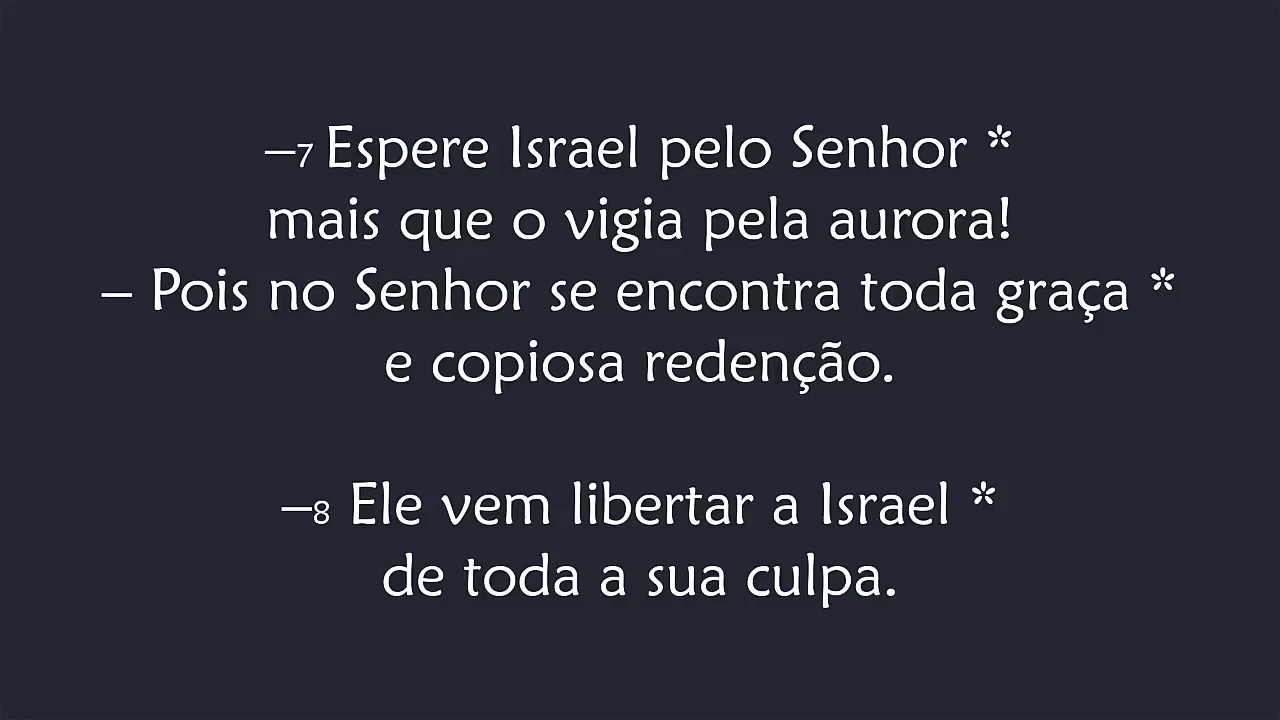 –7 Espere Israel pelo Senhor *
mais que o vigia pela aurora!
– Pois no Senhor se encontra toda graça *
e copiosa redenção.
–8 Ele vem libertar a Israel *
de toda a sua culpa.